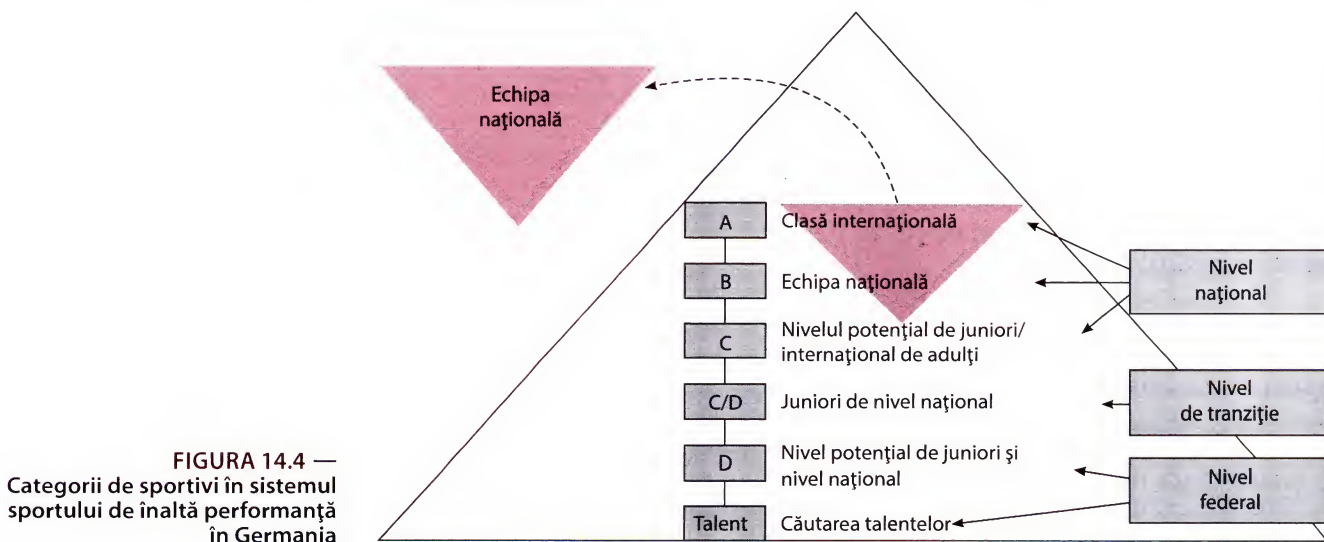 Echipa
naţională
A
Clasă internaţională
B
Echipa naţională
C
Nivelul potenţial de juniori/
internaţional de adulţi
C/D
Juniori de nivel naţional
D
Nivel potenţial de juniori şi
nivel naţional
Talent
Căutarea talentelor
Nivel
naţional
Nivel
de tranziţie
Nivel
federal
FIGURA 14.4 —
Categorii de sportivi în sistemul
sportului de înaltă performanţă
în Germania